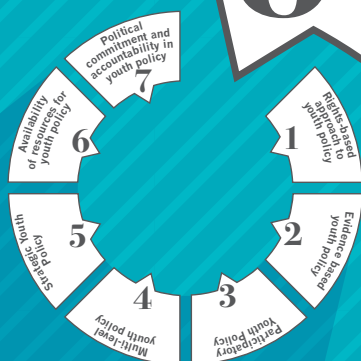 Rights-based
approach to
youth policy
1
Evidence based
youth policy
2
Participatory
Youth Policy
3
Multi-level
youth policy
4
Strategic Youth
Policy
5
Availability
of resources for
youth policy
6
Political
commitment and
accountability in
youth policy
7